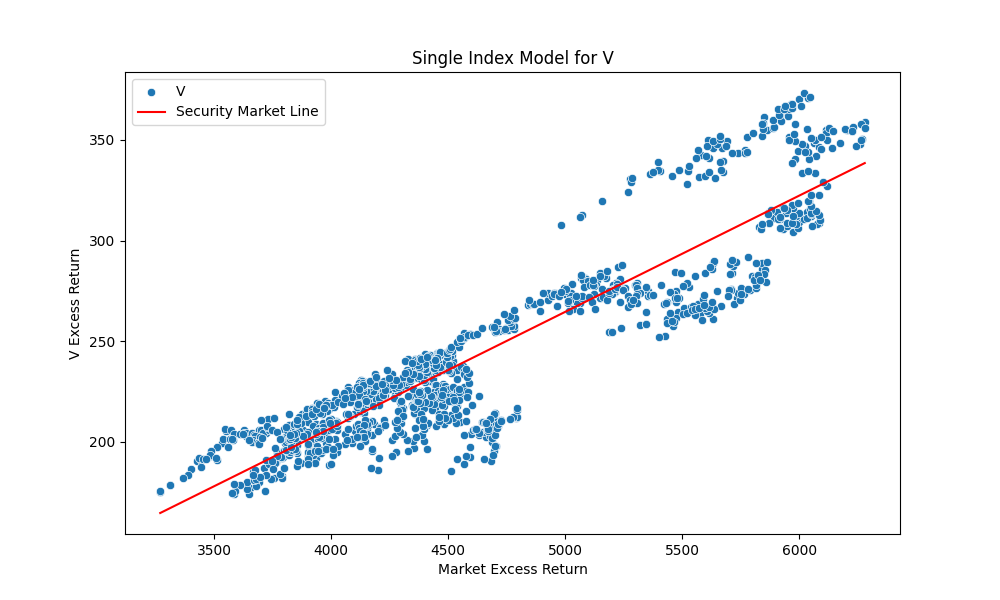 Single Index Model for V
V
Security Market Line
V Excess Return
350
300
250
200
3500 4000 4500 5000 5500 6000
Market Excess Return